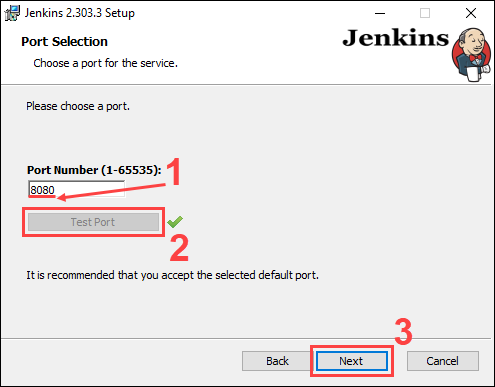 Jenkins 2.303.3 Setup
Port Selection
Choose a port for the service.
Jenkins
Please choose a port.
Port Number (1-65535):
1
8080
Test Port
2
It is recommended that you accept the selected default port.
3
Back
Next
Cancel